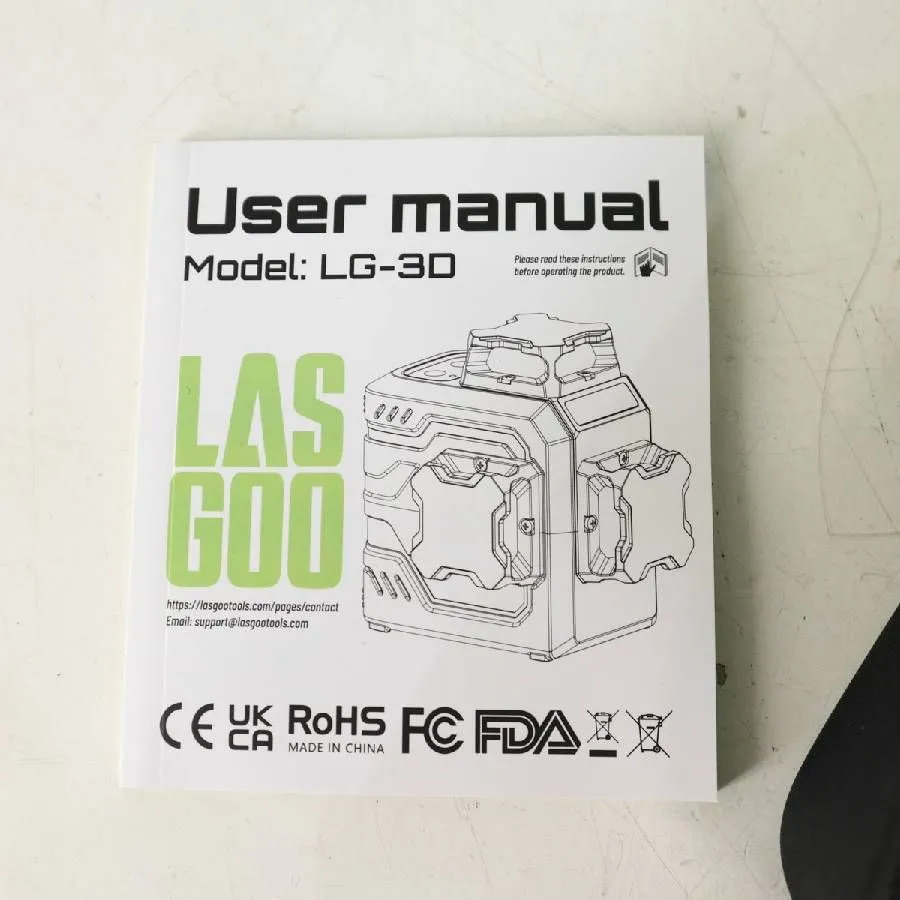 User manual
Model: LG-3D
Please read these instructions
before operating the product.
LAS
GOO
https://lasgootools.com/pages/contact
Email: support@lasgootools.com
CE
UK
CA
RoHS
MADE IN CHINA
FC
FDA